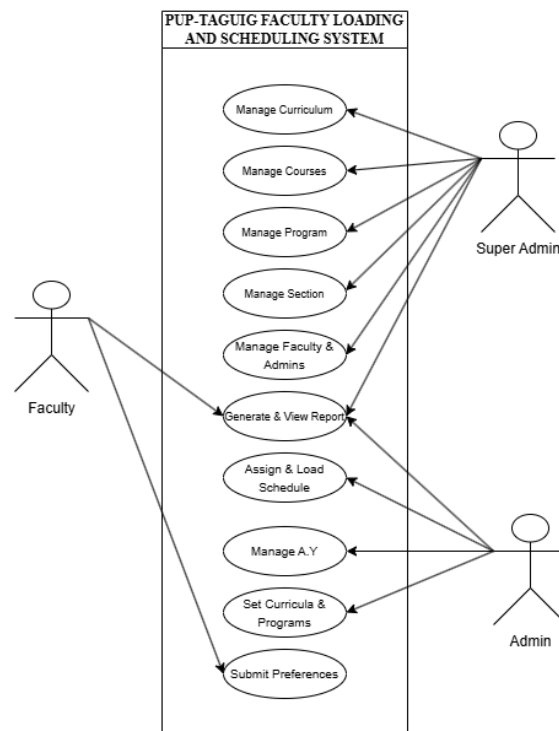 PUP-TAGUIG FACULTY LOADING
AND SCHEDULING SYSTEM
Manage Curriculum
Manage Courses
Manage Program
Manage Section
Manage Faculty &
Admins
Generate & View Report
Assign & Load
Schedule
Manage A.Y
Set Curricula &
Programs
Submit Preferences
Super Admin
Faculty
Admin